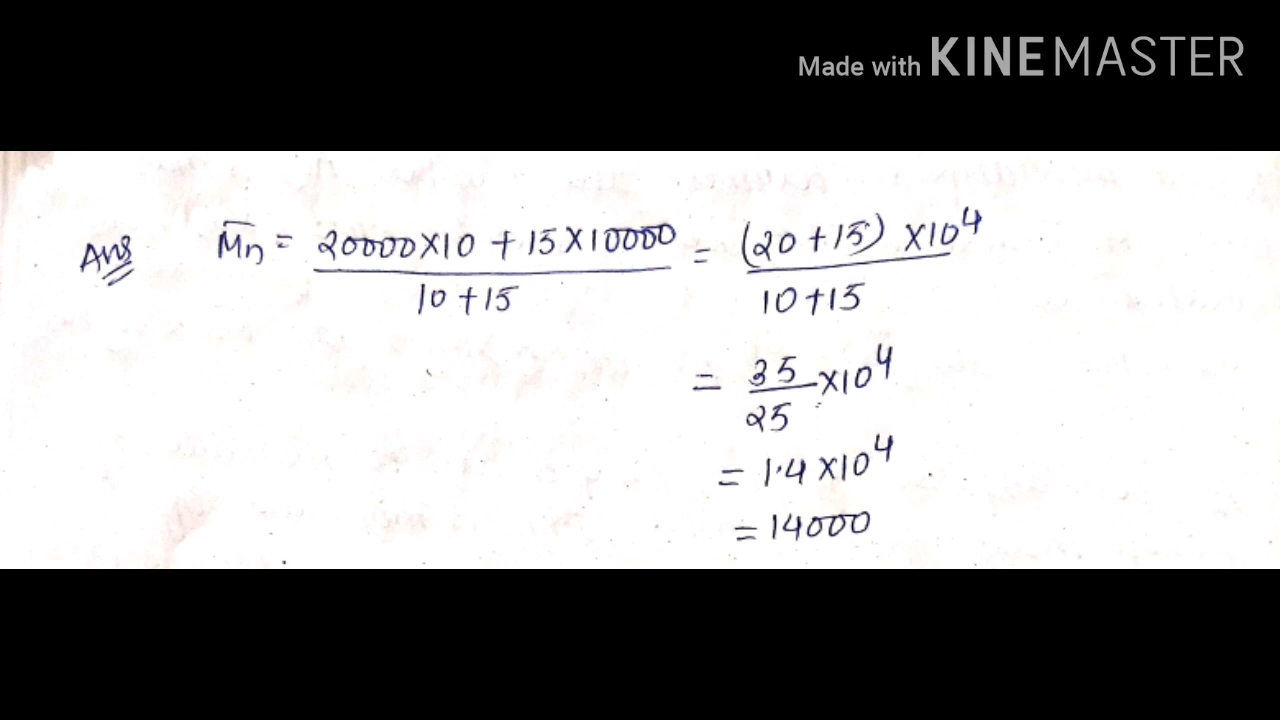 Made with KINEMASTER
Ans M̅n = 20000×10 + 15×10000 / 10+15 = (20+15) ×10⁴ / 10+15
= 35/25 ×10⁴
= 1.4 ×10⁴
= 14000